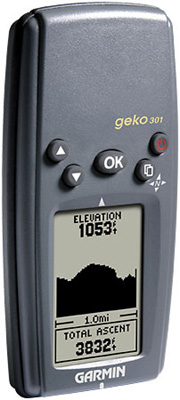 geko 301
OK
N
ELEVATION
1053ft
1.0mi
TOTAL ASCENT
3832ft
GARMIN